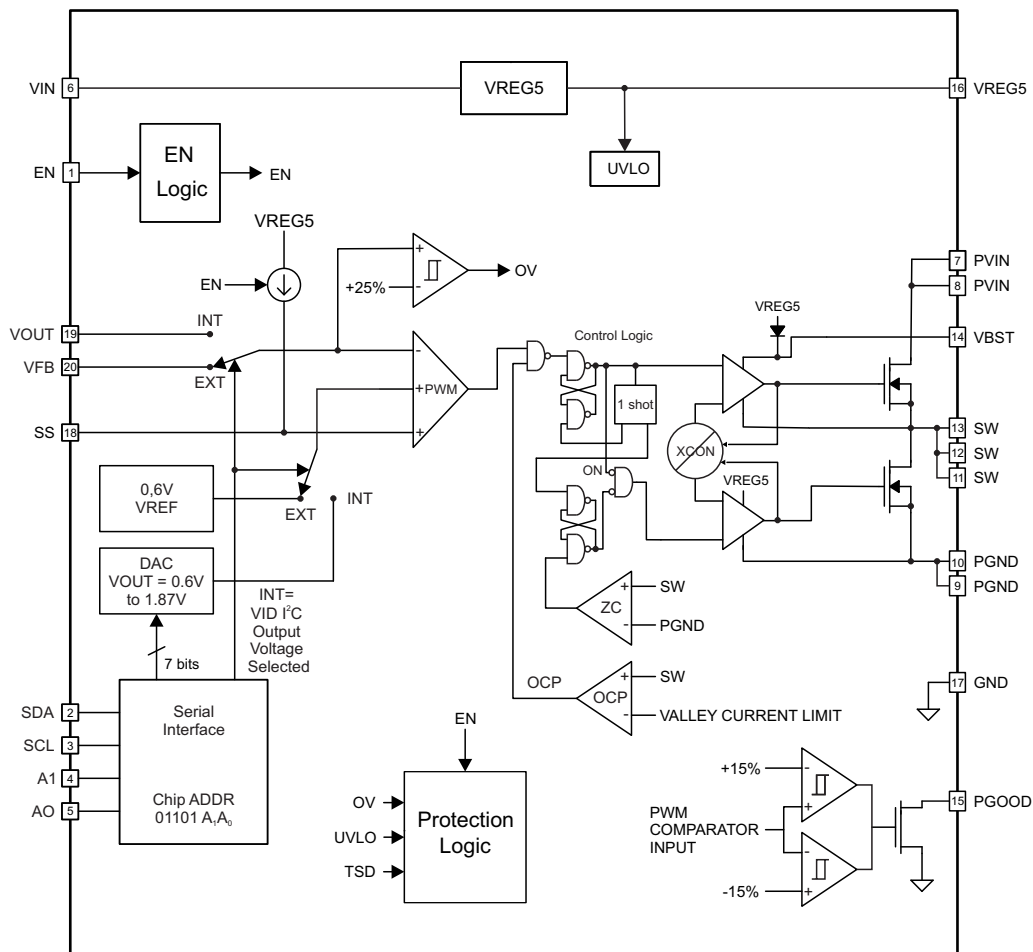 VIN 6 VREG5 16 VREG5
UVLO
EN 1 EN
Logic EN
VREG5
EN
+ - +25% OV
PVIN 7
PVIN 8
VBST 14
VOUT 19 INT
VFB 20 EXT
SS 18
- + + PWM
Control Logic
1 shot
VREG5
XCON
ON
VREG5
13 SW
12 SW
11 SW
0,6V
VREF
EXT INT
DAC
VOUT = 0.6V
to 1.87V
7 bits
INT=
VID I²C
Output
Voltage
Selected
10 PGND
9 PGND
ZC + SW
- PGND
OCP OCP + SW
- VALLEY CURRENT LIMIT
17 GND
SDA 2
SCL 3
A1 4
AO 5
Serial
Interface
Chip ADDR
01101 A₁A₀
EN
OV
UVLO
TSD
Protection
Logic
+15% -
+
PWM
COMPARATOR
INPUT
-
-15% +
15 PGOOD